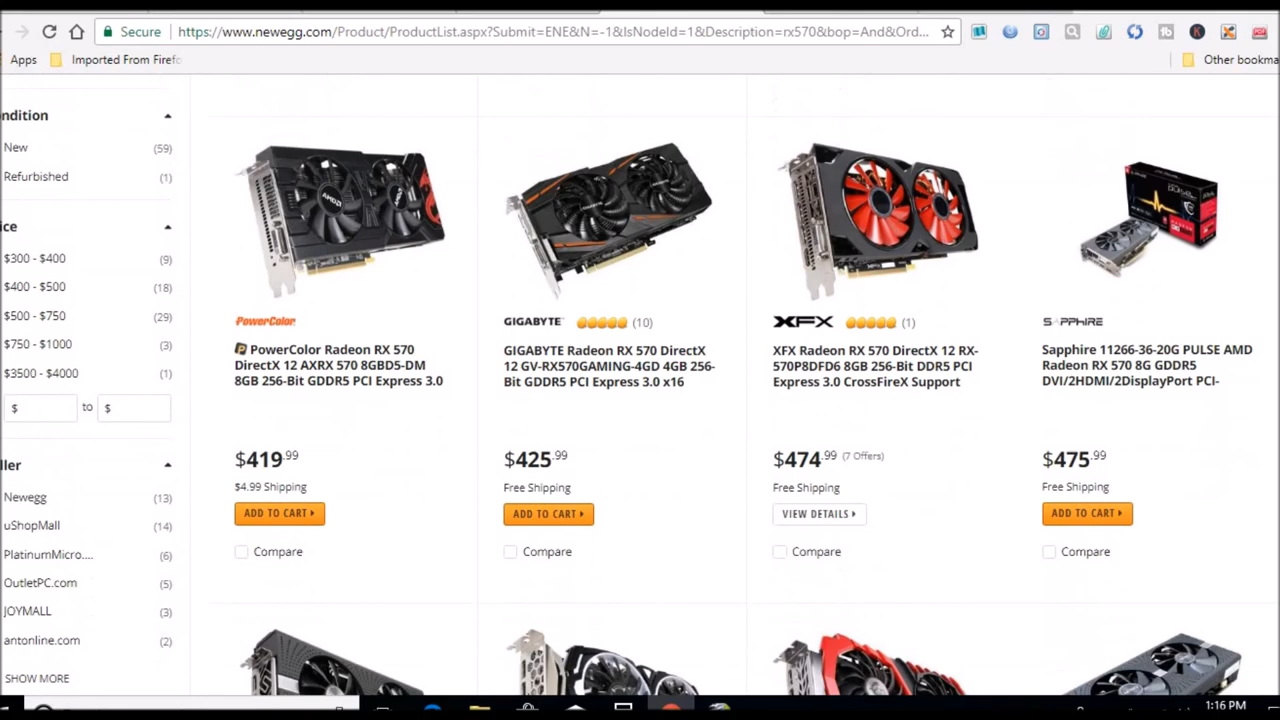 Secure
https://www.newegg.com/Product/ProductList.aspx?Submit=ENE&N=-1&IsNodeId=1&Description=rx570&bop=And&Ord...
Apps
Imported From Firefo
Other bookma
ndition
New (59)
Refurbished (1)
ice
$300 - $400 (9)
$400 - $500 (18)
$500 - $750 (29)
$750 - $1000 (3)
$3500 - $4000 (1)
$ to $
ller
Newegg (13)
uShopMall (14)
PlatinumMicro.... (6)
OutletPC.com (5)
JOYMALL (3)
antonline.com (2)
SHOW MORE
PowerColor
PowerColor Radeon RX 570
DirectX 12 AXRX 570 8GBD5-DM
8GB 256-Bit GDDR5 PCI Express 3.0
$419.99
$4.99 Shipping
ADD TO CART
Compare
GIGABYTE (10)
GIGABYTE Radeon RX 570 DirectX
12 GV-RX570GAMING-4GD 4GB 256-
Bit GDDR5 PCI Express 3.0 x16
$425.99
Free Shipping
ADD TO CART
Compare
XFX (1)
XFX Radeon RX 570 DirectX 12 RX-
570P8DFD6 8GB 256-Bit DDR5 PCI
Express 3.0 CrossFireX Support
$474.99 (7 Offers)
Free Shipping
VIEW DETAILS
Compare
SAPPHIRE
Sapphire 11266-36-20G PULSE AMD
Radeon RX 570 8G GDDR5
DVI/2HDMI/2DisplayPort PCI-
$475.99
Free Shipping
ADD TO CART
Compare
1:16 PM